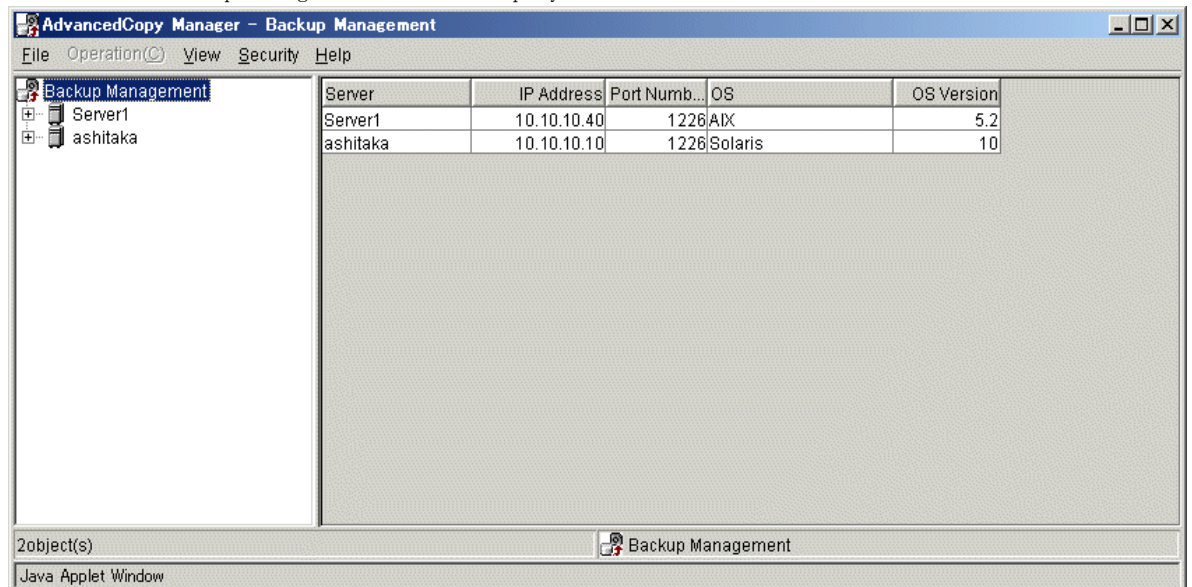 AdvancedCopy Manager - Backup Management
File Operation(C) View Security Help
Backup Management
Server1
ashitaka
Server IP Address Port Numb... OS OS Version
Server1 10.10.10.40 1226 AIX 5.2
ashitaka 10.10.10.10 1226 Solaris 10
2object(s) Backup Management
Java Applet Window